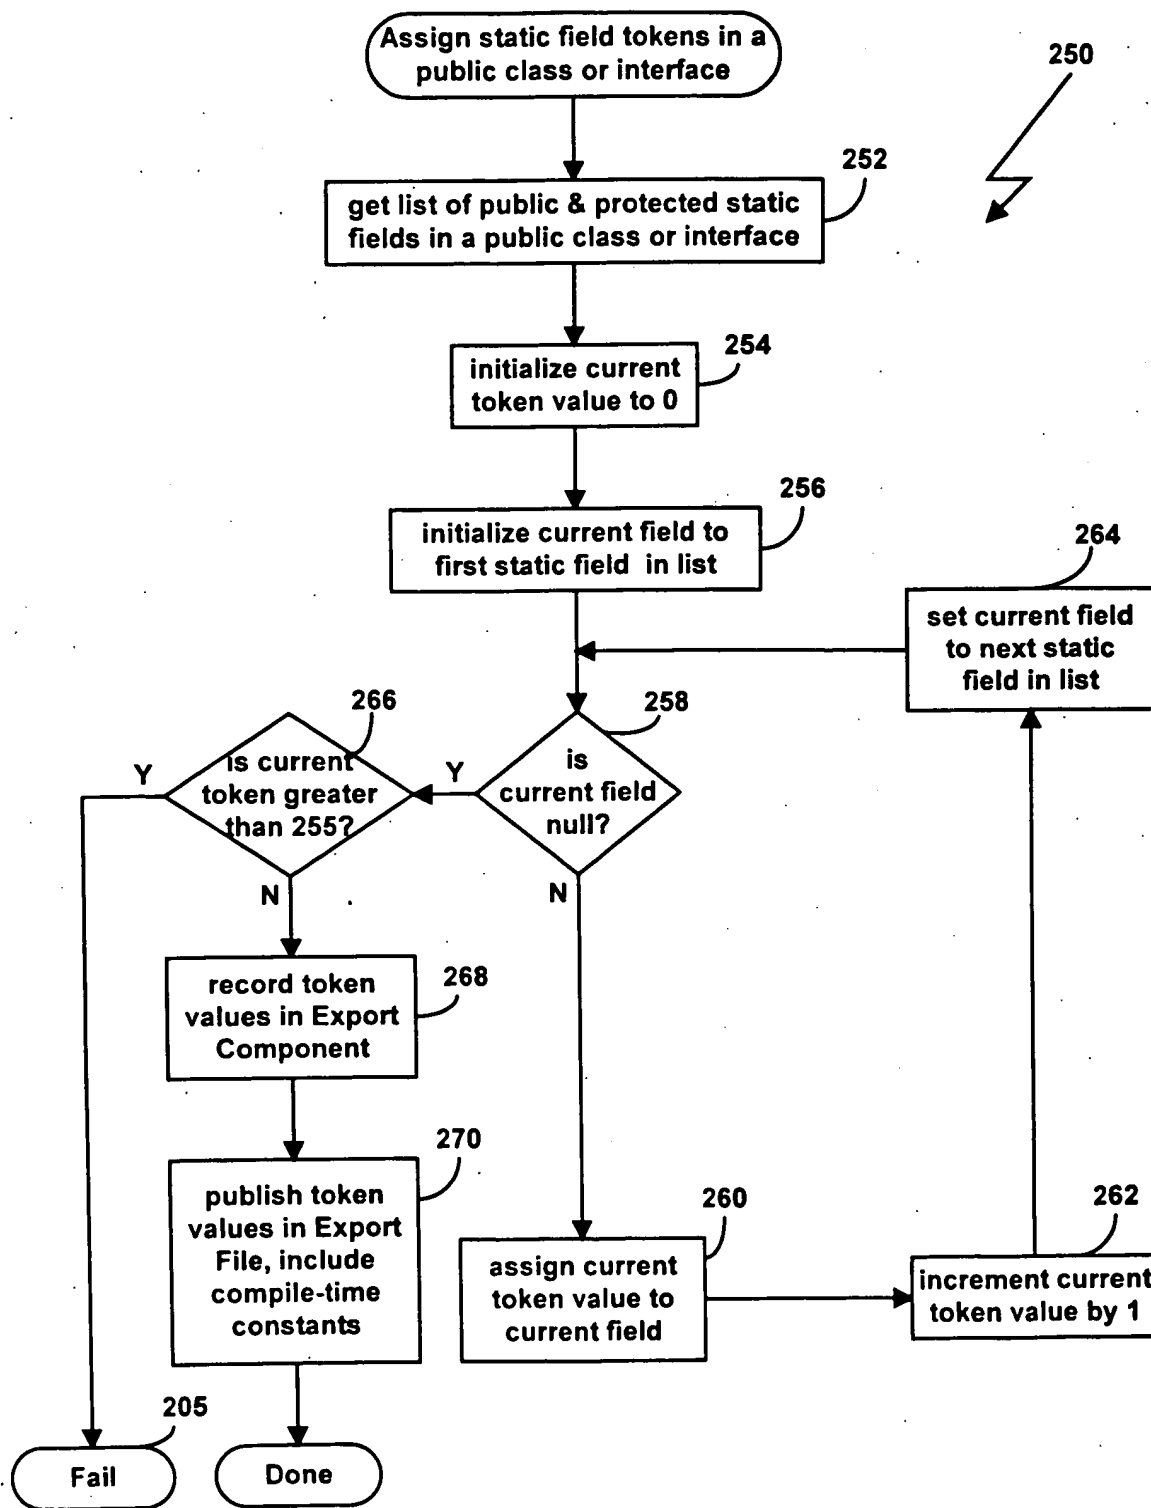 Assign static field tokens in a
public class or interface
250
252
get list of public & protected static
fields in a public class or interface
254
initialize current
token value to 0
256
initialize current field to
first static field in list
264
set current field
to next static
field in list
266
258
Y
is current
token greater
than 255?
Y
is
current field
null?
N
N
record token
values in Export
Component
268
270
publish token
values in Export
File, include
compile-time
constants
260
assign current
token value to
current field
262
increment current
token value by 1
205
Fail
Done